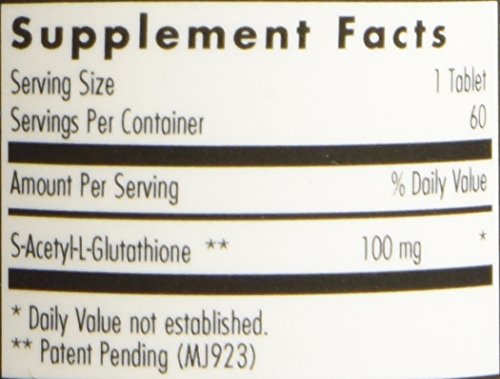 Supplement Facts
Serving Size 1 Tablet
Servings Per Container 60
Amount Per Serving % Daily Value
S-Acetyl-L-Glutathione ** 100 mg *
* Daily Value not established.
** Patent Pending (MJ923)